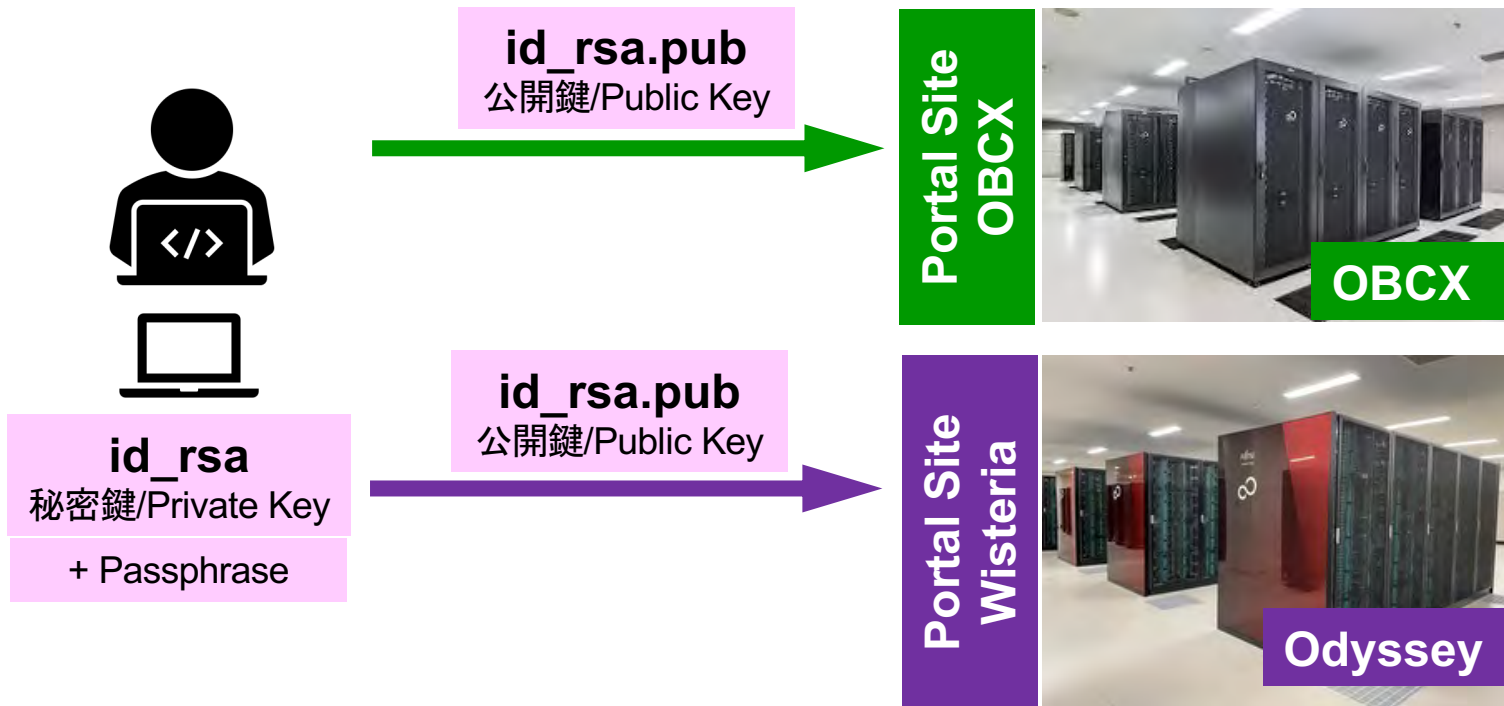 id_rsa.pub
公開鍵/Public Key
Portal Site
OBCX
OBCX
</>
id_rsa.pub
公開鍵/Public Key
id_rsa
秘密鍵/Private Key
+ Passphrase
Portal Site
Wisteria
Odyssey